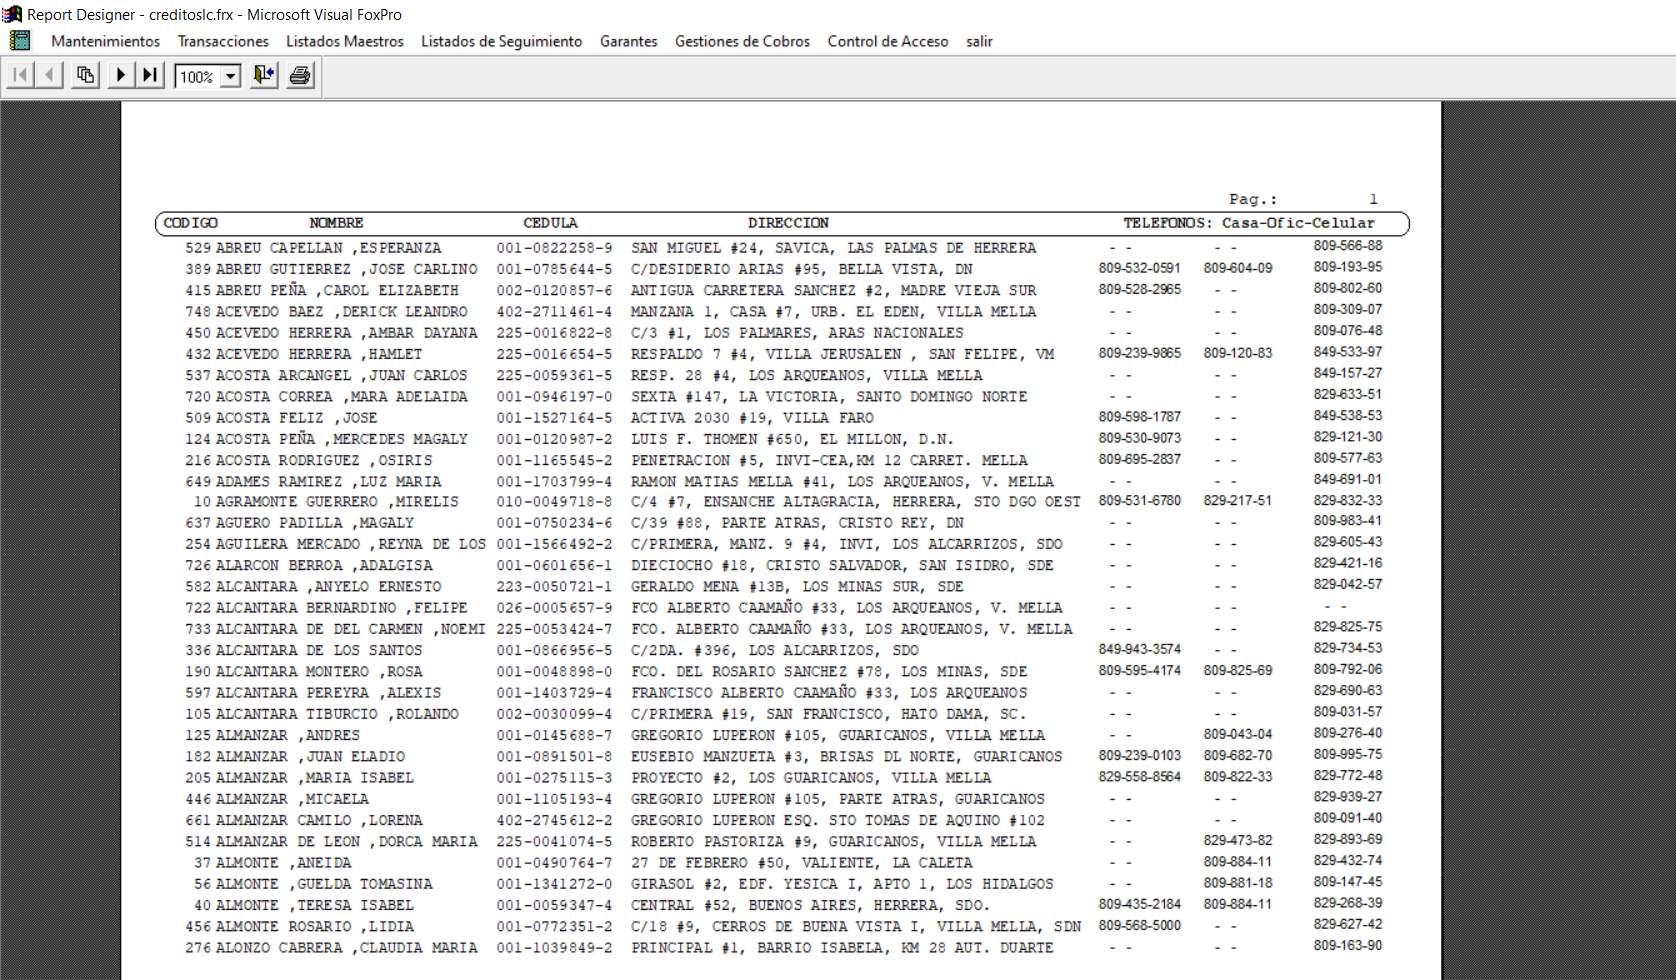 Report Designer - creditoslc.frx - Microsoft Visual FoxPro
Mantenimientos Transacciones Listados Maestros Listados de Seguimiento Garantes Gestiones de Cobros Control de Acceso salir
100%
Pag.: 1
CODIGO NOMBRE CEDULA DIRECCION TELEFONOS: Casa-Ofic-Celular
529 ABREU CAPELLAN ,ESPERANZA 001-0822258-9 SAN MIGUEL #24, SAVICA, LAS PALMAS DE HERRERA - - - - 809-566-88
389 ABREU GUTIERREZ ,JOSE CARLINO 001-0785644-5 C/DESIDERIO ARIAS #95, BELLA VISTA, DN 809-532-0591 809-604-09 809-193-95
415 ABREU PEÑA ,CAROL ELIZABETH 002-0120857-6 ANTIGUA CARRETERA SANCHEZ #2, MADRE VIEJA SUR 809-528-2965 - - 809-802-60
748 ACEVEDO BAEZ ,DERICK LEANDRO 402-2711461-4 MANZANA 1, CASA #7, URB. EL EDEN, VILLA MELLA - - - - 809-309-07
450 ACEVEDO HERRERA ,AMBAR DAYANA 225-0016822-8 C/3 #1, LOS PALMARES, ARAS NACIONALES - - - - 809-076-48
432 ACEVEDO HERRERA ,HAMLET 225-0016654-5 RESPALDO 7 #4, VILLA JERUSALEN , SAN FELIPE, VM 809-239-9865 809-120-83 849-533-97
537 ACOSTA ARCANGEL ,JUAN CARLOS 225-0059361-5 RESP. 28 #4, LOS ARQUEANOS, VILLA MELLA - - - - 849-157-27
720 ACOSTA CORREA ,MARA ADELAIDA 001-0946197-0 SEXTA #147, LA VICTORIA, SANTO DOMINGO NORTE - - - - 829-633-51
509 ACOSTA FELIZ ,JOSE 001-1527164-5 ACTIVA 2030 #19, VILLA FARO 809-598-1787 - - 849-538-53
124 ACOSTA PEÑA ,MERCEDES MAGALY 001-0120987-2 LUIS F. THOMEN #650, EL MILLON, D.N. 809-530-9073 - - 829-121-30
216 ACOSTA RODRIGUEZ ,OSIRIS 001-1165545-2 PENETRACION #5, INVI-CEA,KM 12 CARRET. MELLA 809-695-2837 - - 809-577-63
649 ADAMES RAMIREZ ,LUZ MARIA 001-1703799-4 RAMON MATIAS MELLA #41, LOS ARQUEANOS, V. MELLA - - - - 849-691-01
10 AGRAMONTE GUERRERO ,MIRELIS 010-0049718-8 C/4 #7, ENSANCHE ALTAGRACIA, HERRERA, STO DGO OEST 809-531-6780 829-217-51 829-832-33
637 AGUERO PADILLA ,MAGALY 001-0750234-6 C/39 #88, PARTE ATRAS, CRISTO REY, DN - - - - 809-983-41
254 AGUILERA MERCADO ,REYNA DE LOS 001-1566492-2 C/PRIMERA, MANZ. 9 #4, INVI, LOS ALCARRIZOS, SDO - - - - 829-605-43
726 ALARCON BERROA ,ADALGISA 001-0601656-1 DIECIOCHO #18, CRISTO SALVADOR, SAN ISIDRO, SDE - - - - 829-421-16
582 ALCANTARA ,ANYELO ERNESTO 223-0050721-1 GERALDO MENA #13B, LOS MINAS SUR, SDE - - - - 829-042-57
722 ALCANTARA BERNARDINO ,FELIPE 026-0005657-9 FCO ALBERTO CAAMAÑO #33, LOS ARQUEANOS, V. MELLA - - - - - -
733 ALCANTARA DE DEL CARMEN ,NOEMI 225-0053424-7 FCO. ALBERTO CAAMAÑO #33, LOS ARQUEANOS, V. MELLA - - - - 829-825-75
336 ALCANTARA DE LOS SANTOS 001-0866956-5 C/2DA. #396, LOS ALCARRIZOS, SDO 849-943-3574 - - 829-734-53
190 ALCANTARA MONTERO ,ROSA 001-0048898-0 FCO. DEL ROSARIO SANCHEZ #78, LOS MINAS, SDE 809-595-4174 809-825-69 809-792-06
597 ALCANTARA PEREYRA ,ALEXIS 001-1403729-4 FRANCISCO ALBERTO CAAMAÑO #33, LOS ARQUEANOS - - - - 829-690-63
105 ALCANTARA TIBURCIO ,ROLANDO 002-0030099-4 C/PRIMERA #19, SAN FRANCISCO, HATO DAMA, SC. - - - - 809-031-57
125 ALMANZAR ,ANDRES 001-0145688-7 GREGORIO LUPERON #105, GUARICANOS, VILLA MELLA - - 809-043-04 809-276-40
182 ALMANZAR ,JUAN ELADIO 001-0891501-8 EUSEBIO MANZUETA #3, BRISAS DL NORTE, GUARICANOS 809-239-0103 809-682-70 809-995-75
205 ALMANZAR ,MARIA ISABEL 001-0275115-3 PROYECTO #2, LOS GUARICANOS, VILLA MELLA 829-558-8564 809-822-33 829-772-48
446 ALMANZAR ,MICAELA 001-1105193-4 GREGORIO LUPERON #105, PARTE ATRAS, GUARICANOS - - - - 829-939-27
661 ALMANZAR CAMILO ,LORENA 402-2745612-2 GREGORIO LUPERON ESQ. STO TOMAS DE AQUINO #102 - - - - 809-091-40
514 ALMANZAR DE LEON ,DORCA MARIA 225-0041074-5 ROBERTO PASTORIZA #9, GUARICANOS, VILLA MELLA - - 829-473-82 829-893-69
37 ALMONTE ,ANEIDA 001-0490764-7 27 DE FEBRERO #50, VALIENTE, LA CALETA - - 809-884-11 829-432-74
56 ALMONTE ,GUELDA TOMASINA 001-1341272-0 GIRASOL #2, EDF. YESICA I, APTO 1, LOS HIDALGOS - - 809-881-18 809-147-45
40 ALMONTE ,TERESA ISABEL 001-0059347-4 CENTRAL #52, BUENOS AIRES, HERRERA, SDO. 809-435-2184 809-884-11 829-268-39
456 ALMONTE ROSARIO ,LIDIA 001-0772351-2 C/18 #9, CERROS DE BUENA VISTA I, VILLA MELLA, SDN 809-568-5000 - - 829-627-42
276 ALONZO CABRERA ,CLAUDIA MARIA 001-1039849-2 PRINCIPAL #1, BARRIO ISABELA, KM 28 AUT. DUARTE - - - - 809-163-90